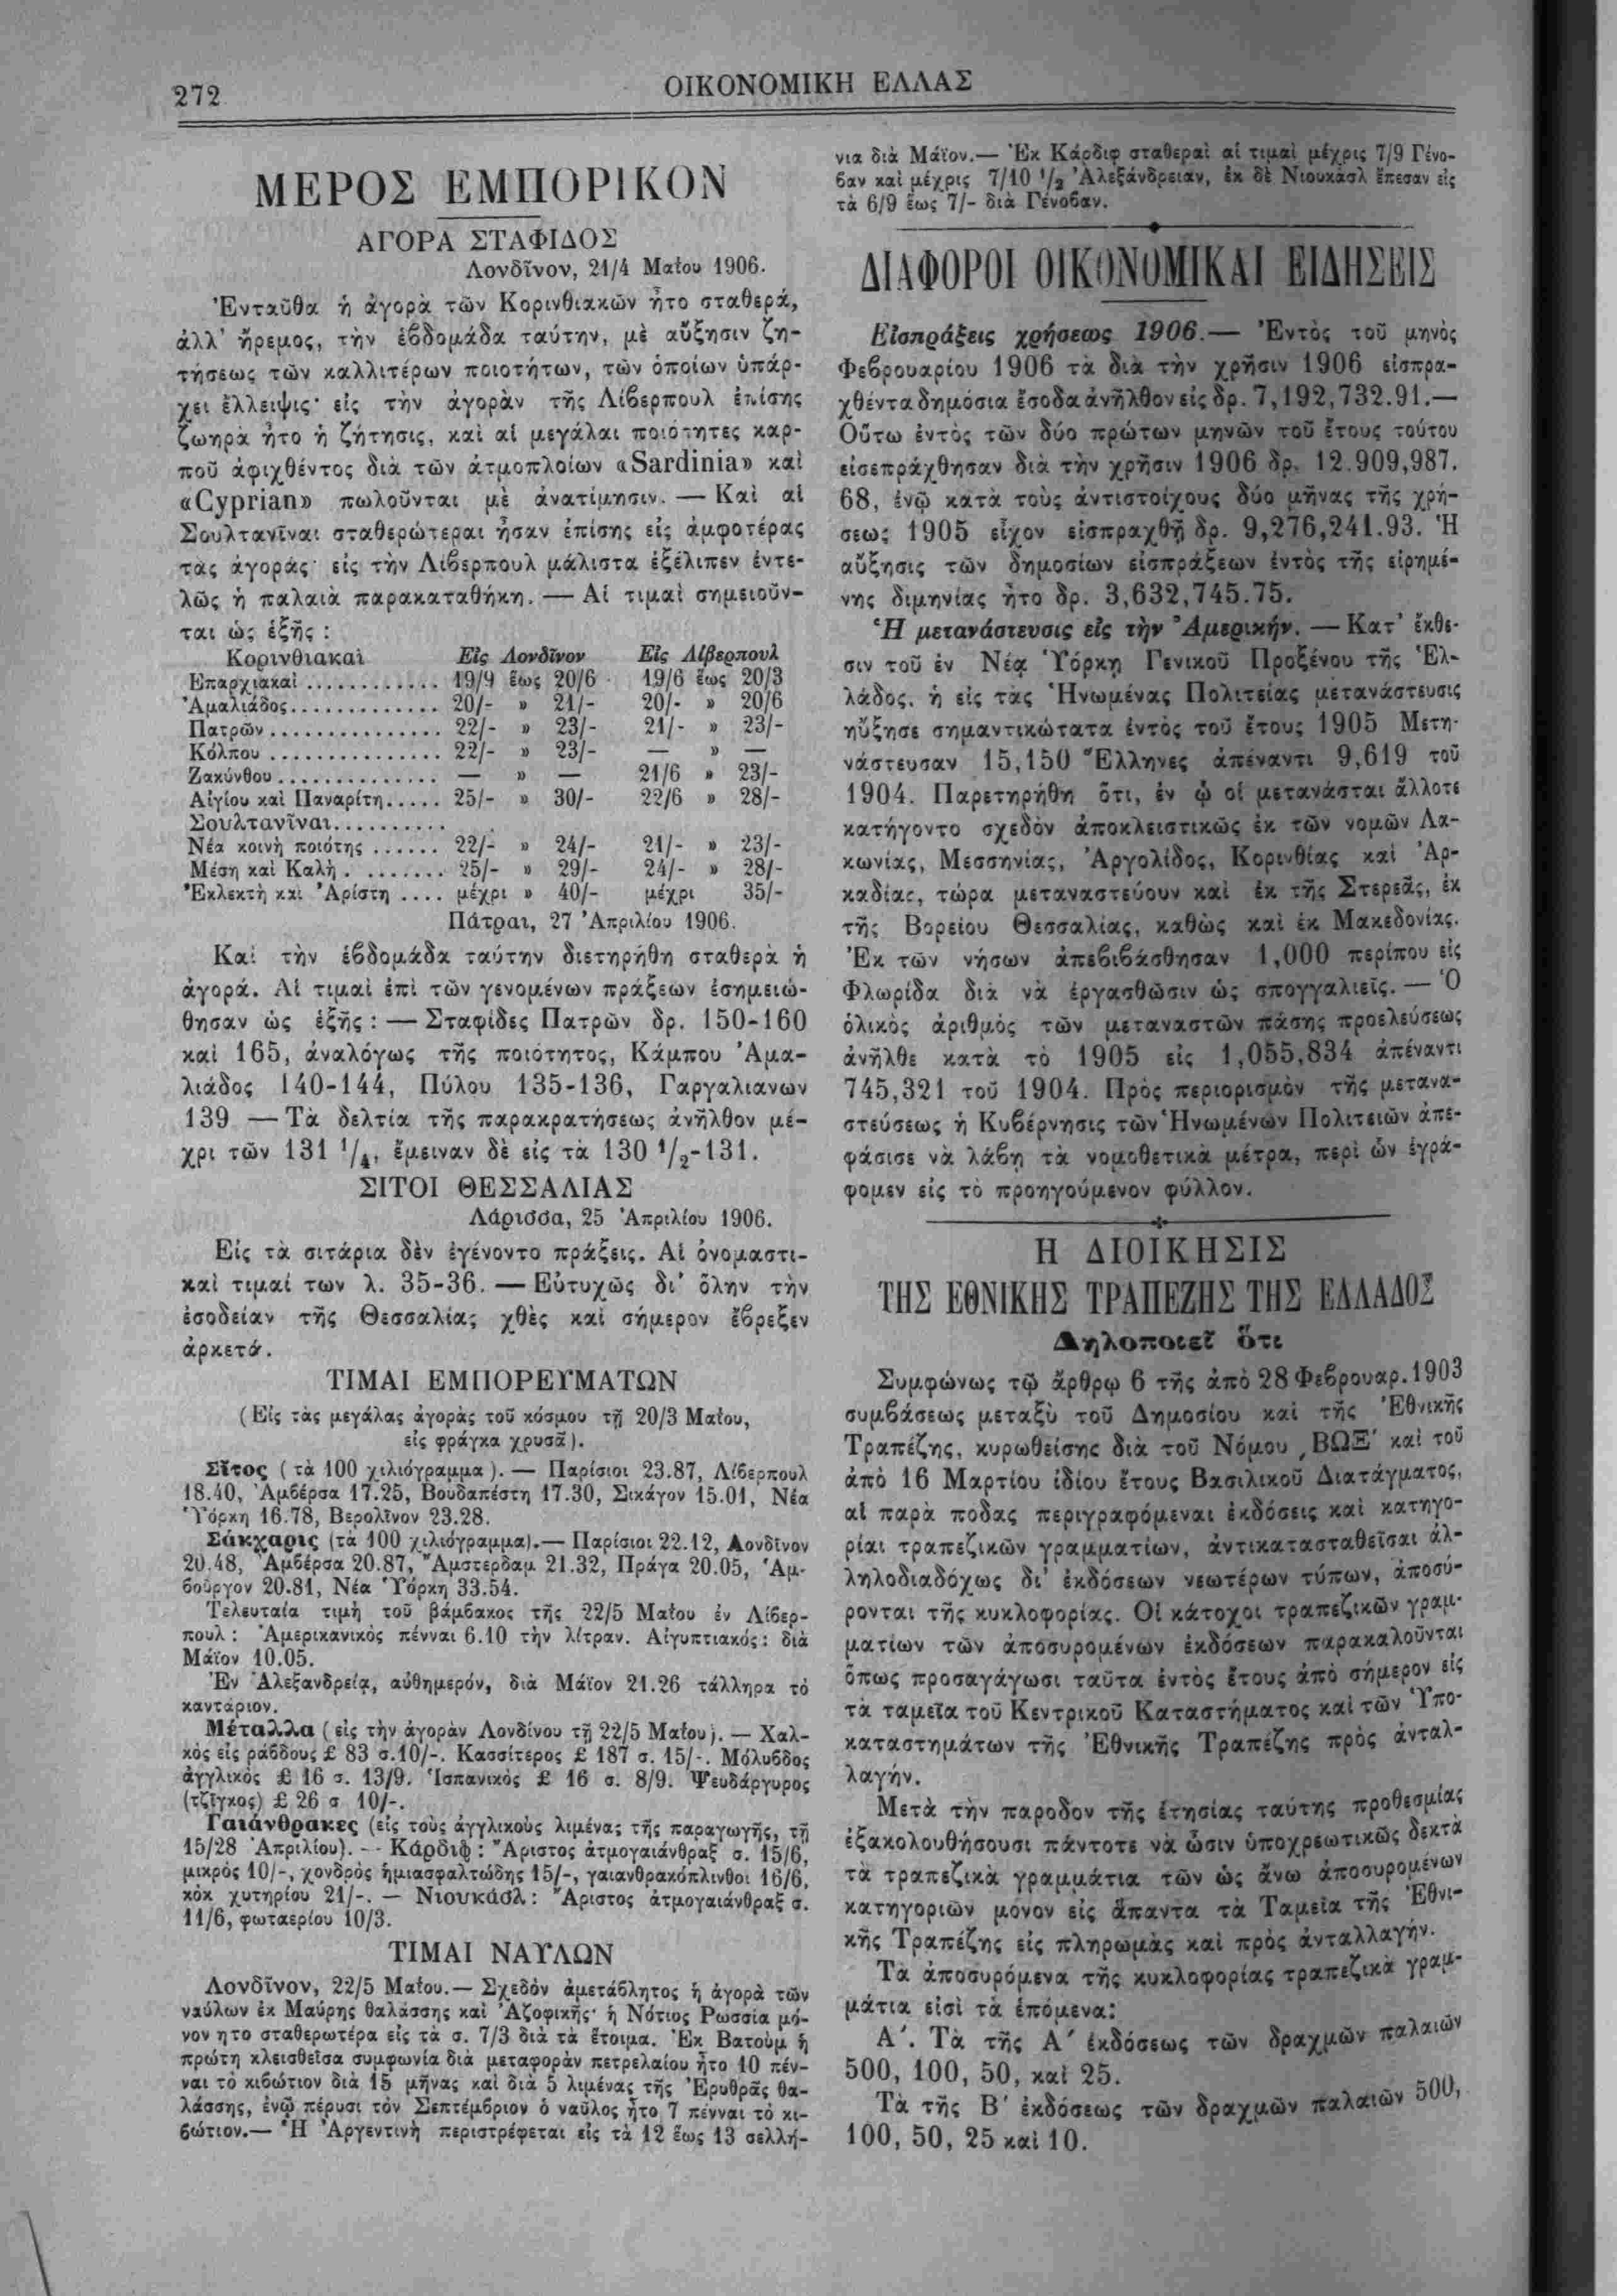 272
ΟΙΚΟΝΟΜΙΚΗ ΕΛΛΑΣ
ΜΕΡΟΣ ΕΜΠΟΡΙΚΟΝ
ΑΓΟΡΑ ΣΤΑΦΙΔΟΣ
Λονδῖνον, 21/4 Μαΐου 1906.
Ἐνταῦθα ἡ ἀγορὰ τῶν Κορινθιακῶν ἦτο σταθερά,
ἀλλ' ἤρεμος, τὴν ἑβδομάδα ταύτην, μὲ αὔξησιν ζη-
τήσεως τῶν καλλιτέρων ποιοτήτων, τῶν ὁποίων ὑπάρ-
χει ἔλλειψις· εἰς τὴν ἀγορὰν τῆς Λίβερπουλ ἐπίσης
ζωηρὰ ἦτο ἡ ζήτησις, καὶ αἱ μεγάλαι ποιότητες καρ-
ποῦ ἀφιχθέντος διὰ τῶν ἀτμοπλοίων «Sardinia» καὶ
«Cyprian» πωλοῦνται μὲ ἀνατίμησιν. — Καὶ αἱ
Σουλτανῖναι σταθερώτεραι ἦσαν ἐπίσης εἰς ἀμφοτέρας
τὰς ἀγοράς· εἰς τὴν Λίβερπουλ μάλιστα ἐξέλιπεν ἐντε-
λῶς ἡ παλαιὰ παρακαταθήκη. — Αἱ τιμαὶ σημειοῦν-
ται ὡς ἑξῆς :
Κορινθιακαὶ Εἰς Λονδῖνον Εἰς Λίβερπουλ
Επαρχιακαὶ ............. 19/9 ἕως 20/6 19/6 ἕως 20/3
Ἀμαλιάδος.............. 20/- » 21/- 20/- » 20/6
Πατρῶν ................ 22/- » 23/- 21/- » 23/-
Κόλπου ................ 22/- » 23/- — » —
Ζακύνθου ............... — » — 21/6 » 23/-
Αἰγίου καὶ Παναρίτη..... 25/- » 30/- 22/6 » 28/-
Σουλτανῖναι..........
Νέα κοινὴ ποιότης ...... 22/- » 24/- 21/- » 23/-
Μέση καὶ Καλὴ . ....... 25/- » 29/- 24/- » 28/-
Ἐκλεκτὴ καὶ Ἀρίστη .... μέχρι » 40/- μέχρι 35/-
Πάτραι, 27 Ἀπριλίου 1906.
Καὶ τὴν ἑβδομάδα ταύτην διετηρήθη σταθερὰ ἡ
ἀγορά. Αἱ τιμαὶ ἐπὶ τῶν γενομένων πράξεων ἐσημειώ-
θησαν ὡς ἑξῆς : — Σταφίδες Πατρῶν δρ. 150-160
καὶ 165, ἀναλόγως τῆς ποιότητος, Κάμπου Ἀμα-
λιάδος 140-144, Πύλου 135-136, Γαργαλιανων
139 — Τὰ δελτία τῆς παρακρατήσεως ἀνῆλθον μέ-
χρι τῶν 131 1/4, ἔμειναν δὲ εἰς τὰ 130 1/2-131.
ΣΙΤΟΙ ΘΕΣΣΑΛΙΑΣ
Λάρισσα, 25 Ἀπριλίου 1906.
Εἰς τὰ σιτάρια δὲν ἐγένοντο πράξεις. Αἱ ὀνομαστι-
καὶ τιμαί των λ. 35-36. — Εὐτυχῶς δι' ὅλην τὴν
ἐσοδείαν τῆς Θεσσαλίας χθὲς καὶ σήμερον ἔβρεξεν
ἀρκετά.
ΤΙΜΑΙ ΕΜΠΟΡΕΥΜΑΤΩΝ
(Εἰς τὰς μεγάλας ἀγορὰς τοῦ κόσμου τῇ 20/3 Μαΐου,
εἰς φράγκα χρυσᾶ).
Σῖτος (τὰ 100 χιλιόγραμμα). — Παρίσιοι 23.87, Λίβερπουλ
18.40, Ἀμβέρσα 17.25, Βουδαπέστη 17.30, Σικάγον 15.01, Νέα
Ὑόρκη 16.78, Βερολῖνον 23.28.
Σάκχαρις (τὰ 100 χιλιόγραμμα).— Παρίσιοι 22.12, Λονδῖνον
20.48, Ἀμβέρσα 20.87, Ἀμστερδαμ 21.32, Πράγα 20.05, Ἀμ-
βοῦργον 20.81, Νέα Ὑόρκη 33.54.
Τελευταία τιμὴ τοῦ βάμβακος τῆς 22/5 Μαΐου ἐν Λίβερ-
πουλ : Ἀμερικανικὸς πένναι 6.10 τὴν λίτραν. Αἰγυπτιακός : διὰ
Μάϊον 10.05.
Ἐν Ἀλεξανδρείᾳ, αὐθημερόν, διὰ Μάϊον 21.26 τάλληρα τὸ
καντάριον.
Μέταλλα (εἰς τὴν ἀγορὰν Λονδίνου τῇ 22/5 Μαΐου). — Χαλ-
κὸς εἰς ράβδους £ 83 σ.10/-. Κασσίτερος £ 187 σ. 15/-. Μόλυβδος
ἀγγλικὸς £ 16 σ. 13/9. Ἱσπανικὸς £ 16 σ. 8/9. Ψευδάργυρος
(τζῖγκος) £ 26 σ 10/-.
Γαιάνθρακες (εἰς τοὺς ἀγγλικοὺς λιμένας τῆς παραγωγῆς, τῇ
15/28 Ἀπριλίου). -- Κάρδιφ : Ἄριστος ἀτμογαιάνθραξ σ. 15/6,
μικρὸς 10/-, χονδρὸς ἡμιασφαλτώδης 15/-, γαιανθρακόπλινθοι 16/6,
κὸκ χυτηρίου 21/-. — Νιουκάσλ : Ἄριστος ἀτμογαιάνθραξ σ.
11/6, φωταερίου 10/3.
ΤΙΜΑΙ ΝΑΥΛΩΝ
Λονδῖνον, 22/5 Μαΐου.— Σχεδὸν ἀμετάβλητος ἡ ἀγορὰ τῶν
ναύλων ἐκ Μαύρης θαλάσσης καὶ Ἀζοφικῆς· ἡ Νότιος Ρωσσία μό-
νον ητο σταθερωτέρα εἰς τὰ σ. 7/3 διὰ τὰ ἕτοιμα. Ἐκ Βατοὺμ ἡ
πρώτη κλεισθεῖσα συμφωνία διὰ μεταφορὰν πετρελαίου ἦτο 10 πέν-
ναι τὸ κιβώτιον διὰ 15 μῆνας καὶ διὰ 5 λιμένας τῆς Ἐρυθρᾶς θα-
λάσσης, ἐνῷ πέρυσι τὸν Σεπτέμβριον ὁ ναῦλος ἦτο 7 πένναι τὸ κι-
βώτιον.— Ἡ Ἀργεντινὴ περιστρέφεται εἰς τὰ 12 ἕως 13 σελλή-
νια διὰ Μάϊον.— Ἐκ Κάρδιφ σταθεραὶ αἱ τιμαὶ μέχρις 7/9 Γένο-
βαν καὶ μέχρις 7/10 1/2 Ἀλεξάνδρειαν, ἐκ δὲ Νιουκάσλ ἔπεσαν εἰς
τὰ 6/9 ἕως 7/- διὰ Γένοβαν.
ΔΙΑΦΟΡΟΙ ΟΙΚΟΝΟΜΙΚΑΙ ΕΙΔΗΣΕΙΣ
Εἰσπράξεις χρήσεως 1906.— Ἐντὸς τοῦ μηνὸς
Φεβρουαρίου 1906 τὰ διὰ τὴν χρῆσιν 1906 εἰσπρα-
χθέντα δημόσια ἔσοδα ἀνῆλθον εἰς δρ. 7,192,732.91.—
Οὕτω ἐντὸς τῶν δύο πρώτων μηνῶν τοῦ ἔτους τούτου
εἰσεπράχθησαν διὰ τὴν χρῆσιν 1906 δρ. 12.909,987.
68, ἐνῷ κατὰ τοὺς ἀντιστοίχους δύο μῆνας τῆς χρή-
σεως 1905 εἶχον εἰσπραχθῇ δρ. 9,276,241.93. Ἡ
αὔξησις τῶν δημοσίων εἰσπράξεων ἐντὸς τῆς εἰρημέ-
νης διμηνίας ἦτο δρ. 3,632,745.75.
Ἡ μετανάστευσις εἰς τὴν Ἀμερικήν. — Κατ' ἔκθε-
σιν τοῦ ἐν Νέᾳ Ὑόρκῃ Γενικοῦ Προξένου τῆς Ἑλ-
λάδος, ἡ εἰς τὰς Ἡνωμένας Πολιτείας μετανάστευσις
ηὔξησε σημαντικώτατα ἐντὸς τοῦ ἔτους 1905 Μετη-
νάστευσαν 15,150 Ἕλληνες ἀπέναντι 9,619 τοῦ
1904. Παρετηρήθη ὅτι, ἐν ᾧ οἱ μετανάσται ἄλλοτε
κατήγοντο σχεδὸν ἀποκλειστικῶς ἐκ τῶν νομῶν Λα-
κωνίας, Μεσσηνίας, Ἀργολίδος, Κορινθίας καὶ Ἀρ-
καδίας, τώρα μεταναστεύουν καὶ ἐκ τῆς Στερεᾶς, ἐκ
τῆς Βορείου Θεσσαλίας, καθὼς καὶ ἐκ Μακεδονίας.
Ἐκ τῶν νήσων ἀπεβιβάσθησαν 1,000 περίπου εἰς
Φλωρίδα διὰ νὰ ἐργασθῶσιν ὡς σπογγαλιεῖς. — Ὁ
ὁλικὸς ἀριθμὸς τῶν μεταναστῶν πάσης προελεύσεως
ἀνῆλθε κατὰ τὸ 1905 εἰς 1,055,834 ἀπέναντι
745,321 τοῦ 1904. Πρὸς περιορισμὸν τῆς μετανα-
στεύσεως ἡ Κυβέρνησις τῶν Ἡνωμένων Πολιτειῶν ἀπε-
φάσισε νὰ λάβῃ τὰ νομοθετικὰ μέτρα, περὶ ὧν ἐγρά-
φομεν εἰς τὸ προηγούμενον φύλλον.
Η ΔΙΟΙΚΗΣΙΣ
ΤΗΣ ΕΘΝΙΚΗΣ ΤΡΑΠΕΖΗΣ ΤΗΣ ΕΛΛΑΔΟΣ
Δηλοποιεῖ ὅτι
Συμφώνως τῷ ἄρθρῳ 6 τῆς ἀπὸ 28 Φεβρουαρ. 1903
συμβάσεως μεταξὺ τοῦ Δημοσίου καὶ τῆς Ἐθνικῆς
Τραπέζης, κυρωθείσης διὰ τοῦ Νόμου ͵ΒΩΞ' καὶ τοῦ
ἀπὸ 16 Μαρτίου ἰδίου ἔτους Βασιλικοῦ Διατάγματος,
αἱ παρὰ ποδας περιγραφόμεναι ἐκδόσεις καὶ κατηγο-
ρίαι τραπεζικῶν γραμματίων, ἀντικατασταθεῖσαι ἀλ-
ληλοδιαδόχως δι' ἐκδόσεων νεωτέρων τύπων, ἀποσύ-
ρονται τῆς κυκλοφορίας. Οἱ κάτοχοι τραπεζικῶν γραμ-
ματίων τῶν ἀποσυρομένων ἐκδόσεων παρακαλοῦνται
ὅπως προσαγάγωσι ταῦτα ἐντὸς ἔτους ἀπὸ σήμερον εἰς
τὰ ταμεῖα τοῦ Κεντρικοῦ Καταστήματος καὶ τῶν Ὑπο-
καταστημάτων τῆς Ἐθνικῆς Τραπέζης πρὸς ἀνταλ-
λαγήν.
Μετὰ τὴν παροδον τῆς ἐτησίας ταύτης προθεσμίας
ἐξακολουθήσουσι πάντοτε νὰ ὦσιν ὑποχρεωτικῶς δεκτὰ
τὰ τραπεζικὰ γραμμάτια τῶν ὡς ἄνω ἀποσυρομένων
κατηγοριῶν μόνον εἰς ἅπαντα τὰ Ταμεῖα τῆς Ἐθνι-
κῆς Τραπέζης εἰς πληρωμὰς καὶ πρὸς ἀνταλλαγήν.
Τὰ ἀποσυρόμενα τῆς κυκλοφορίας τραπεζικὰ γραμ-
μάτια εἰσὶ τὰ ἑπόμενα:
Α'. Τὰ τῆς Α' ἐκδόσεως τῶν δραχμῶν παλαιῶν
500, 100, 50, καὶ 25.
Τὰ τῆς Β' ἐκδόσεως τῶν δραχμῶν παλαιῶν 500,
100, 50, 25 καὶ 10.